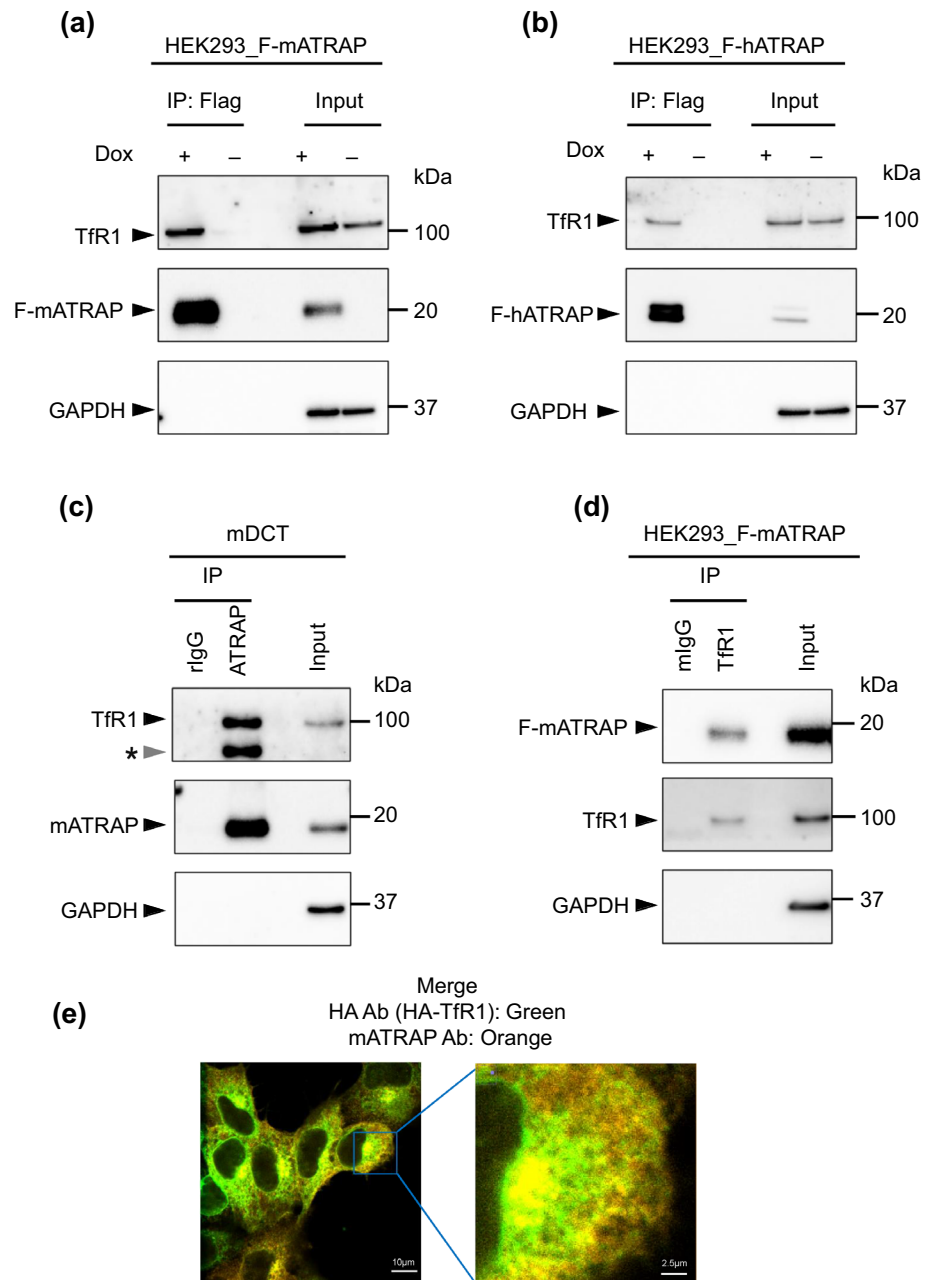 (a)
HEK293_F-mATRAP
IP: Flag Input
Dox + – + –
kDa
TfR1 100
F-mATRAP 20
GAPDH 37
(b)
HEK293_F-hATRAP
IP: Flag Input
Dox + – + –
kDa
TfR1 100
F-hATRAP 20
GAPDH 37
(c)
mDCT
IP
rIgG ATRAP Input
kDa
TfR1 100
*
mATRAP 20
GAPDH 37
(d)
HEK293_F-mATRAP
IP
mIgG TfR1 Input
kDa
F-mATRAP 20
TfR1 100
GAPDH 37
(e)
Merge
HA Ab (HA-TfR1): Green
mATRAP Ab: Orange
10μm
2.5μm